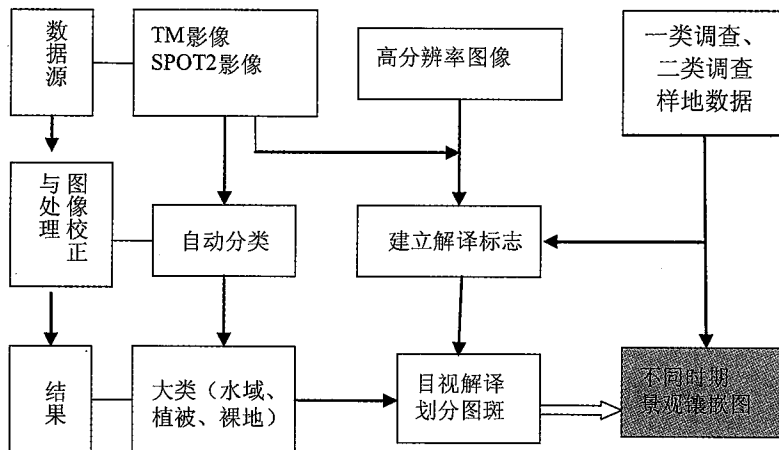 数据源
TM影像
SPOT2影像
高分辨率图像
一类调查、
二类调查
样地数据
图像校正
与处理
自动分类
建立解译标志
结果
大类（水域、
植被、裸地）
目视解译
划分图斑
不同时期
景观镶嵌图